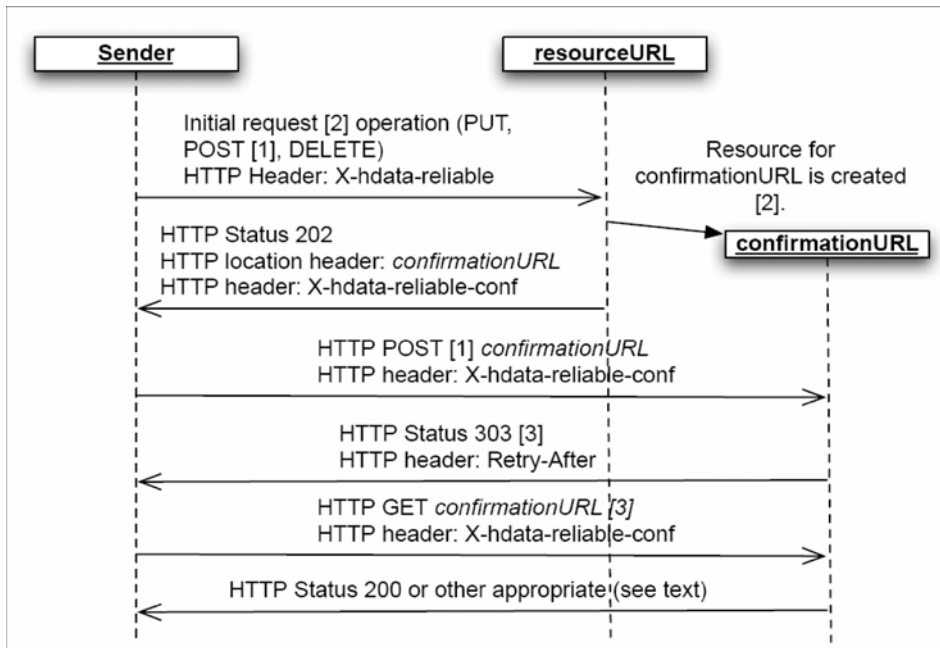 Sender
resourceURL
Initial request [2] operation (PUT,
POST [1], DELETE)
HTTP Header: X-hdata-reliable
Resource for
confirmationURL is created
[2].
confirmationURL
HTTP Status 202
HTTP location header: confirmationURL
HTTP header: X-hdata-reliable-conf
HTTP POST [1] confirmationURL
HTTP header: X-hdata-reliable-conf
HTTP Status 303 [3]
HTTP header: Retry-After
HTTP GET confirmationURL [3]
HTTP header: X-hdata-reliable-conf
HTTP Status 200 or other appropriate (see text)